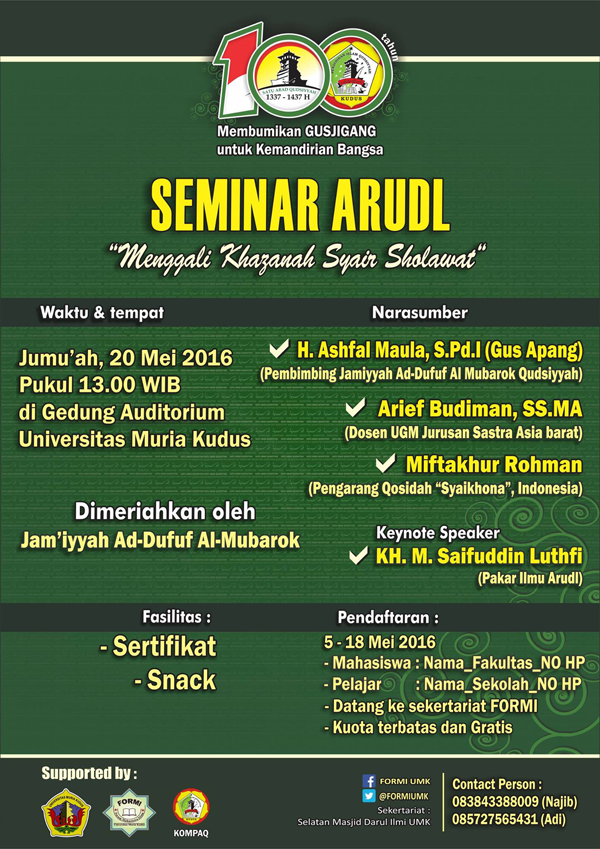 100 tahun
SATU ABAD QUDSIYYAH
1337 - 1437 H
KUDUS
Membumikan GUSJIGANG
untuk Kemandirian Bangsa
SEMINAR ARUDL
“Menggali Khazanah Syair Sholawat“
Waktu & tempat
Jumu’ah, 20 Mei 2016
Pukul 13.00 WIB
di Gedung Auditorium
Universitas Muria Kudus
Narasumber
H. Ashfal Maula, S.Pd.I (Gus Apang)
(Pembimbing Jamiyyah Ad-Dufuf Al Mubarok Qudsiyyah)
Arief Budiman, SS.MA
(Dosen UGM Jurusan Sastra Asia barat)
Miftakhur Rohman
(Pengarang Qosidah “Syaikhona”, Indonesia)
Dimeriahkan oleh
Jam’iyyah Ad-Dufuf Al-Mubarok
Keynote Speaker
KH. M. Saifuddin Luthfi
(Pakar Ilmu Arudl)
Fasilitas :
- Sertifikat
- Snack
Pendaftaran :
5 - 18 Mei 2016
- Mahasiswa : Nama_Fakultas_NO HP
- Pelajar : Nama_Sekolah_NO HP
- Datang ke sekertariat FORMI
- Kuota terbatas dan Gratis
Supported by :
FORMI
KOMPAQ
FORMI UMK
@FORMIUMK
Sekertariat :
Selatan Masjid Darul Ilmi UMK
Contact Person :
083843388009 (Najib)
085727565431 (Adi)